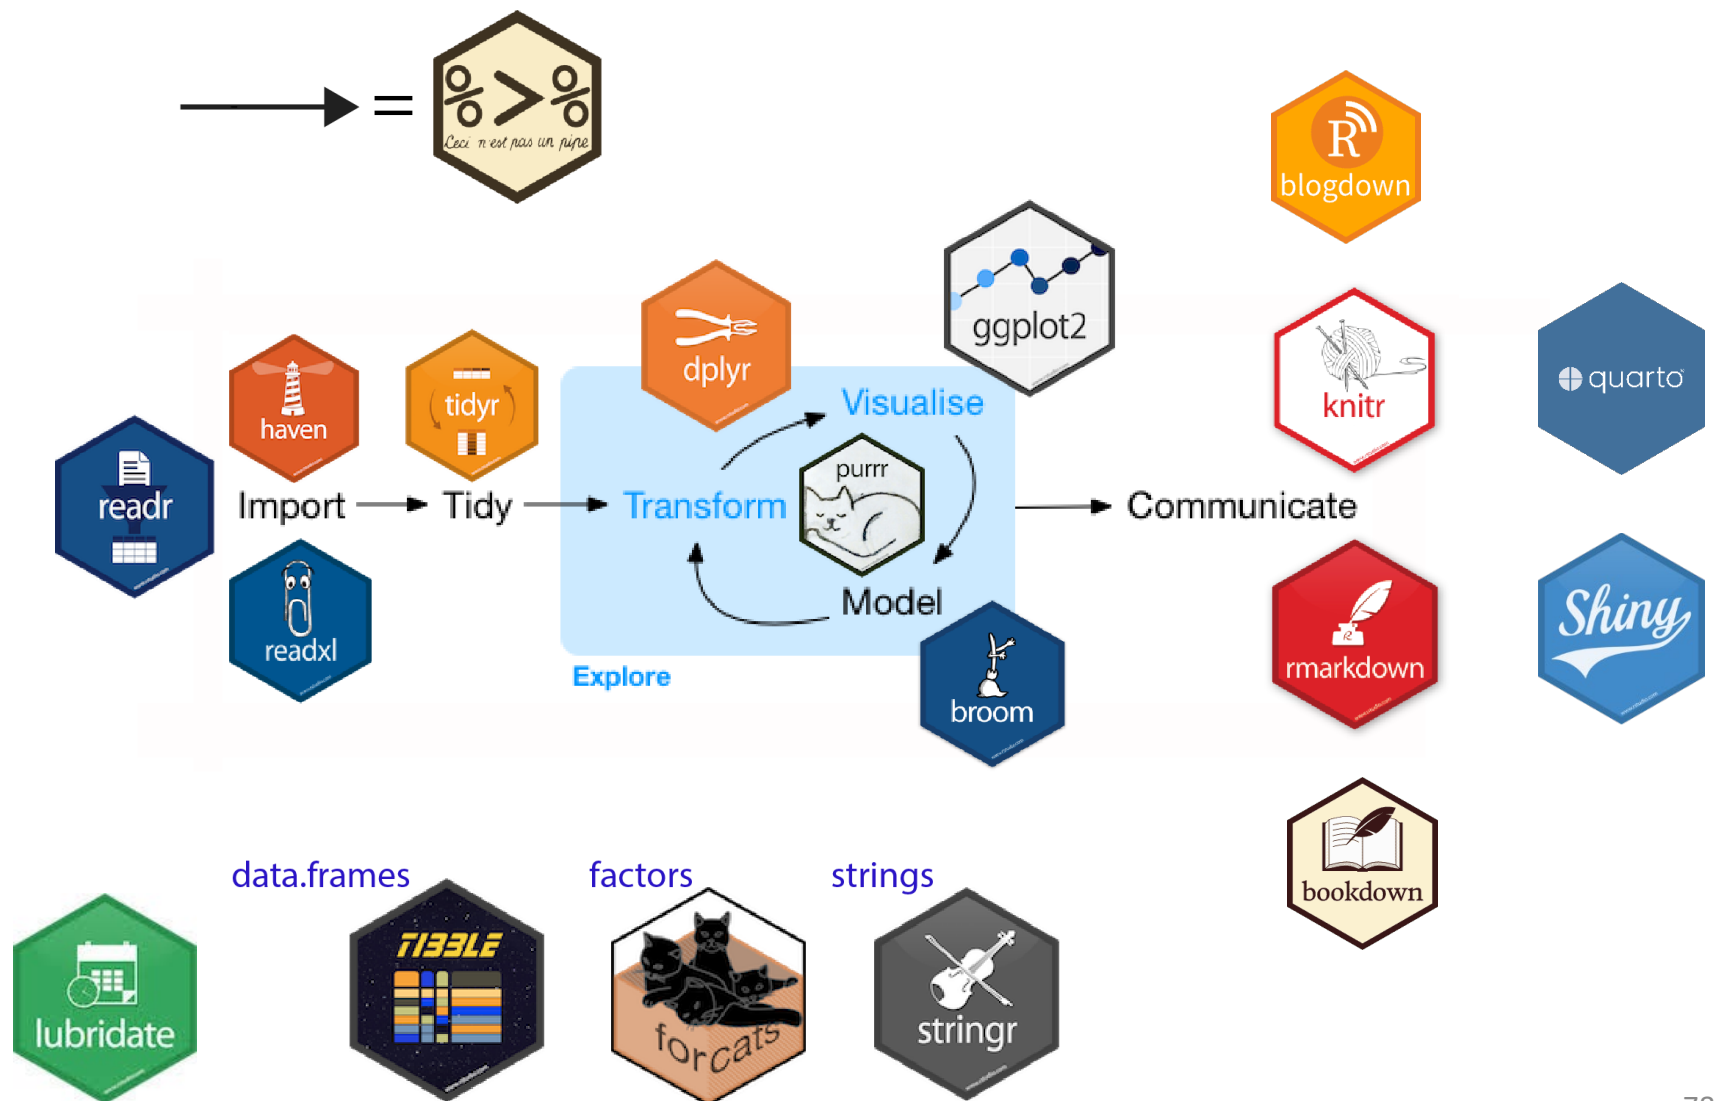 =
%>%
Ceci n'est pas un pipe
R
blogdown
ggplot2
dplyr
haven
tidyr
knitr
quarto
Visualise
readr
purrr
Import
Tidy
Transform
Communicate
Model
readxl
Explore
broom
rmarkdown
Shiny
bookdown
data.frames
factors
strings
TIBBLE
lubridate
forcats
stringr